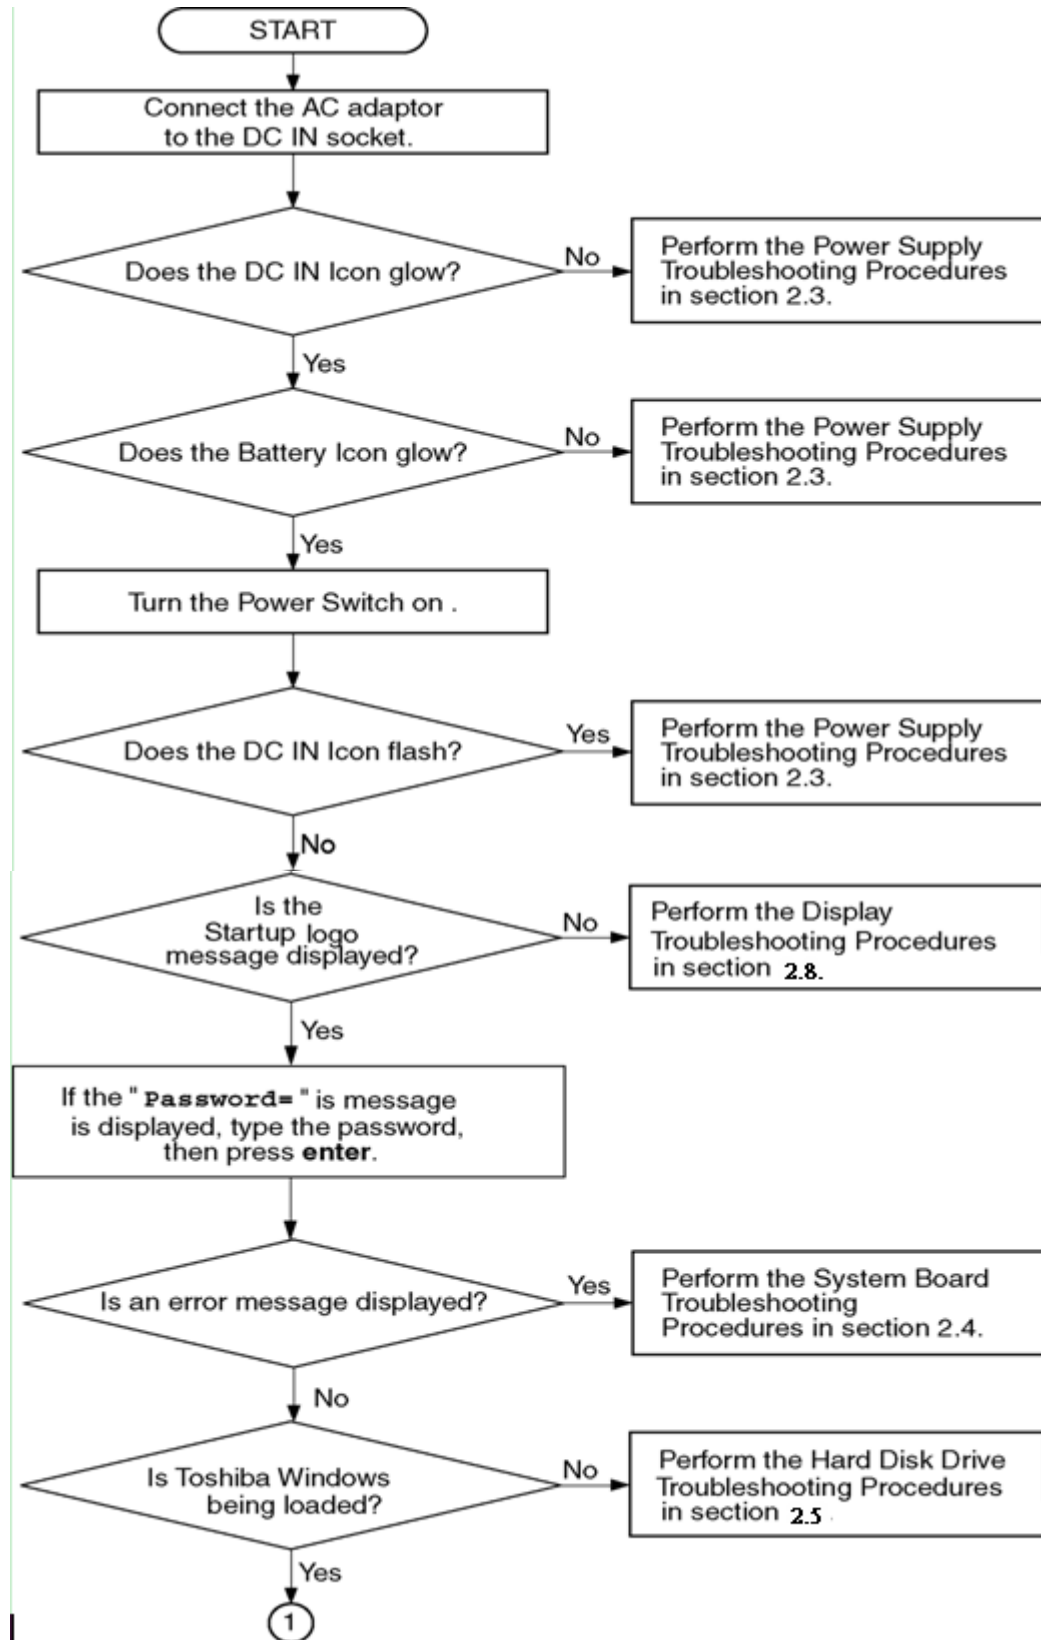 START
Connect the AC adaptor
to the DC IN socket.
Does the DC IN Icon glow?
No
Perform the Power Supply
Troubleshooting Procedures
in section 2.3.
Yes
Does the Battery Icon glow?
No
Perform the Power Supply
Troubleshooting Procedures
in section 2.3.
Yes
Turn the Power Switch on .
Does the DC IN Icon flash?
Yes
Perform the Power Supply
Troubleshooting Procedures
in section 2.3.
No
Is the
Startup logo
message displayed?
No
Perform the Display
Troubleshooting Procedures
in section 2.8.
Yes
If the " Password= " is message
is displayed, type the password,
then press enter.
Is an error message displayed?
Yes
Perform the System Board
Troubleshooting
Procedures in section 2.4.
No
Is Toshiba Windows
being loaded?
No
Perform the Hard Disk Drive
Troubleshooting Procedures
in section 2.5 .
Yes
1